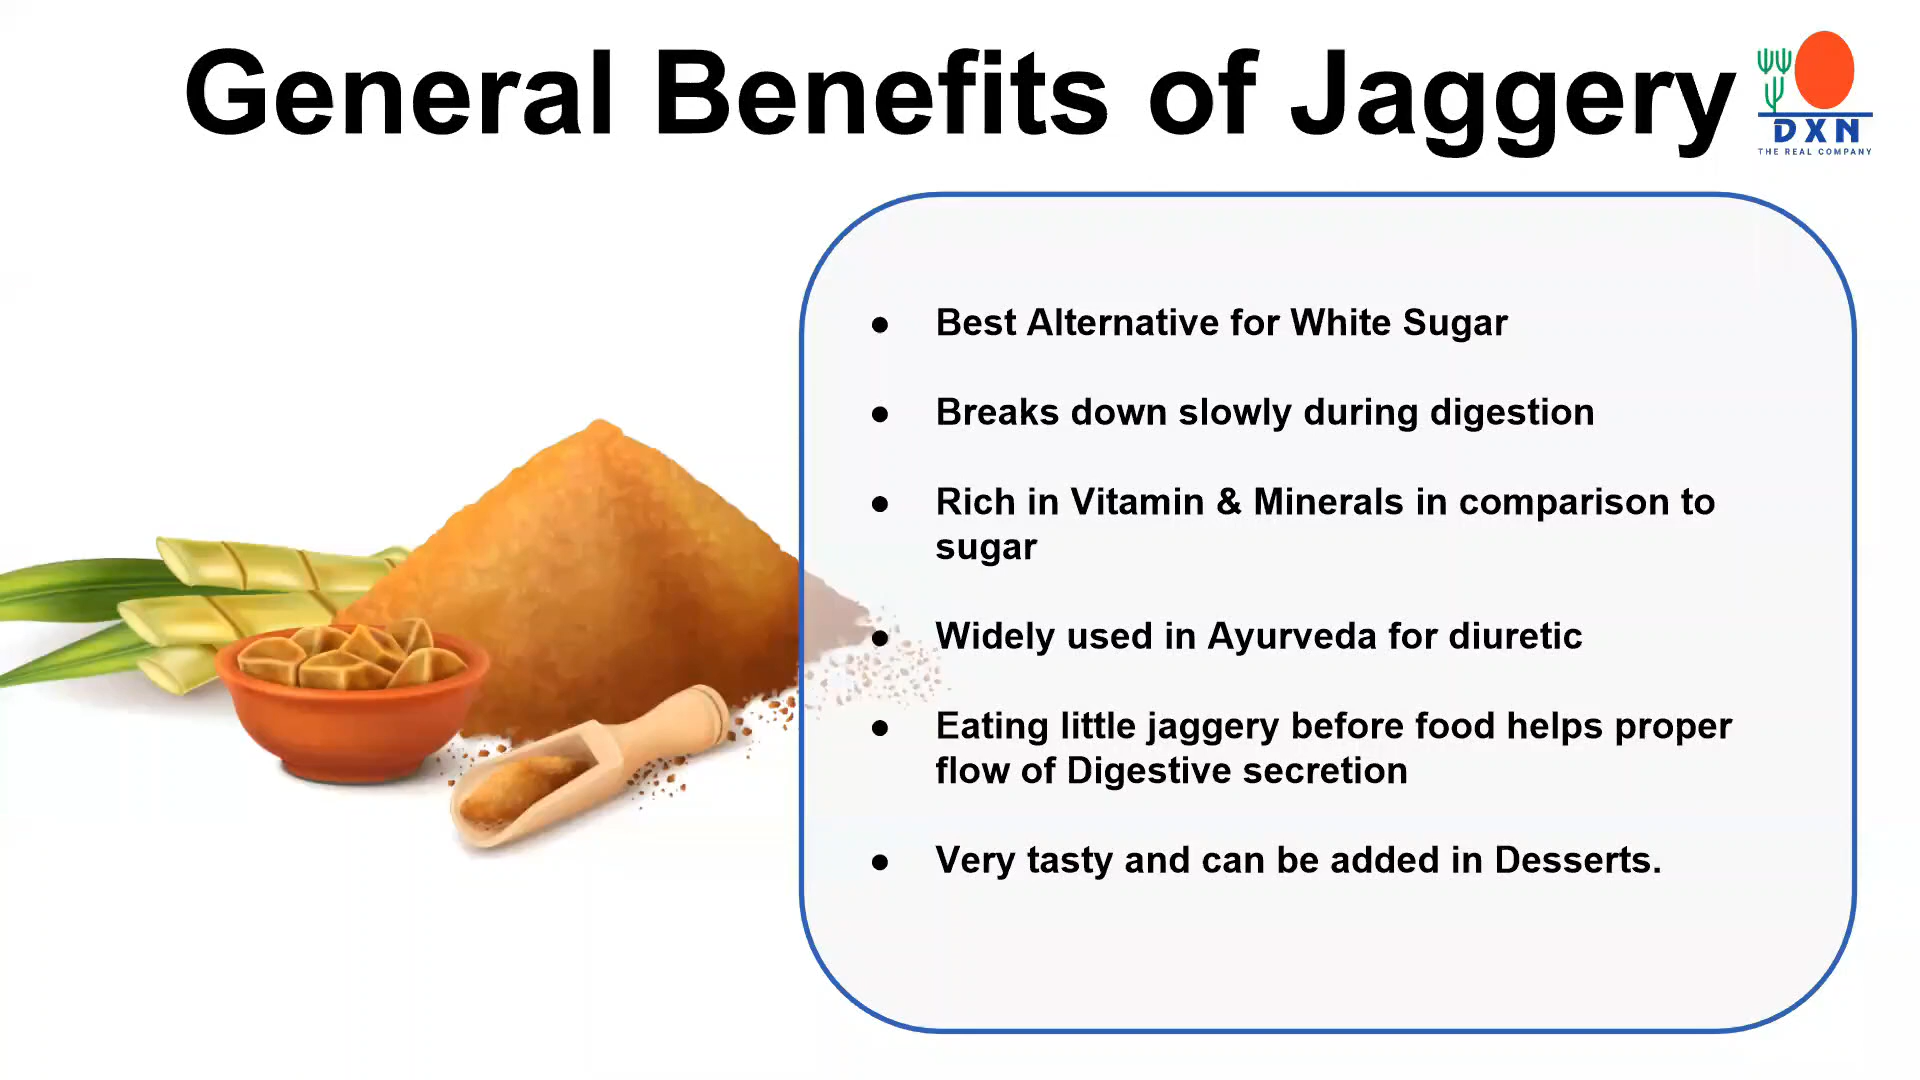 General Benefits of Jaggery
DXN
THE REAL COMPANY
● Best Alternative for White Sugar
● Breaks down slowly during digestion
● Rich in Vitamin & Minerals in comparison to
sugar
● Widely used in Ayurveda for diuretic
● Eating little jaggery before food helps proper
flow of Digestive secretion
● Very tasty and can be added in Desserts.